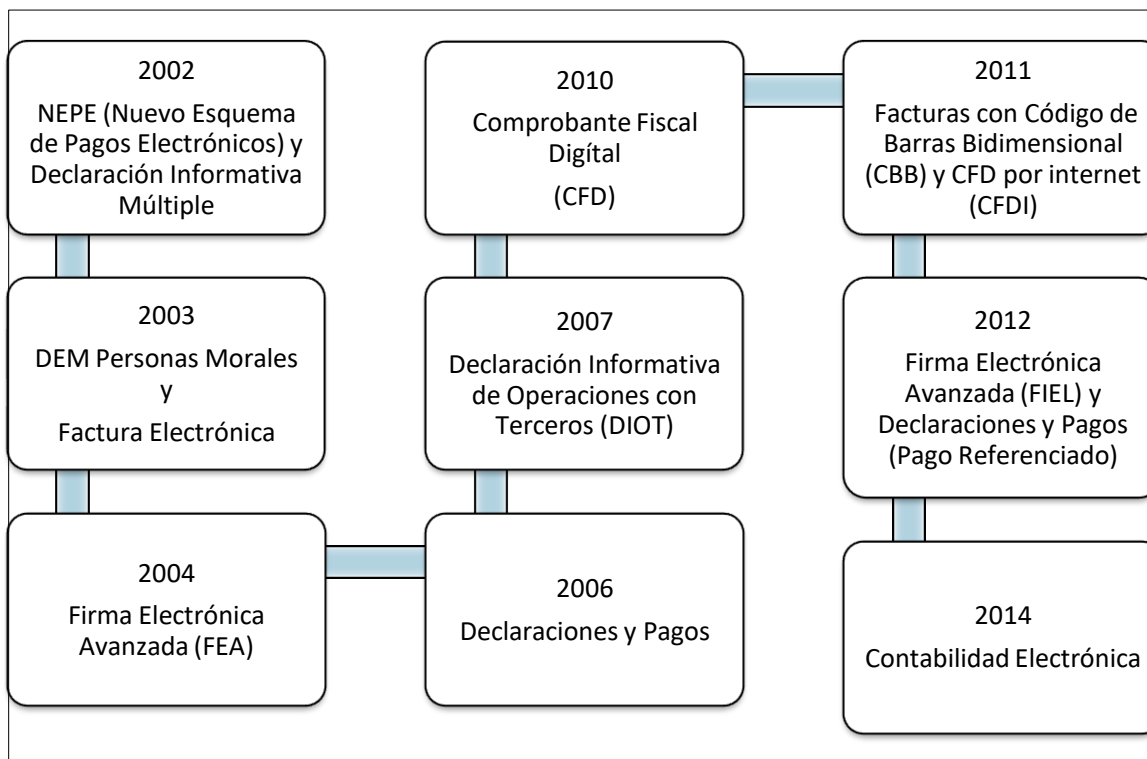 2002
NEPE (Nuevo Esquema
de Pagos Electrónicos) y
Declaración Informativa
Múltiple
2003
DEM Personas Morales
y
Factura Electrónica
2004
Firma Electrónica
Avanzada (FEA)
2006
Declaraciones y Pagos
2007
Declaración Informativa
de Operaciones con
Terceros (DIOT)
2010
Comprobante Fiscal
Digítal
(CFD)
2011
Facturas con Código de
Barras Bidimensional
(CBB) y CFD por internet
(CFDI)
2012
Firma Electrónica
Avanzada (FIEL) y
Declaraciones y Pagos
(Pago Referenciado)
2014
Contabilidad Electrónica